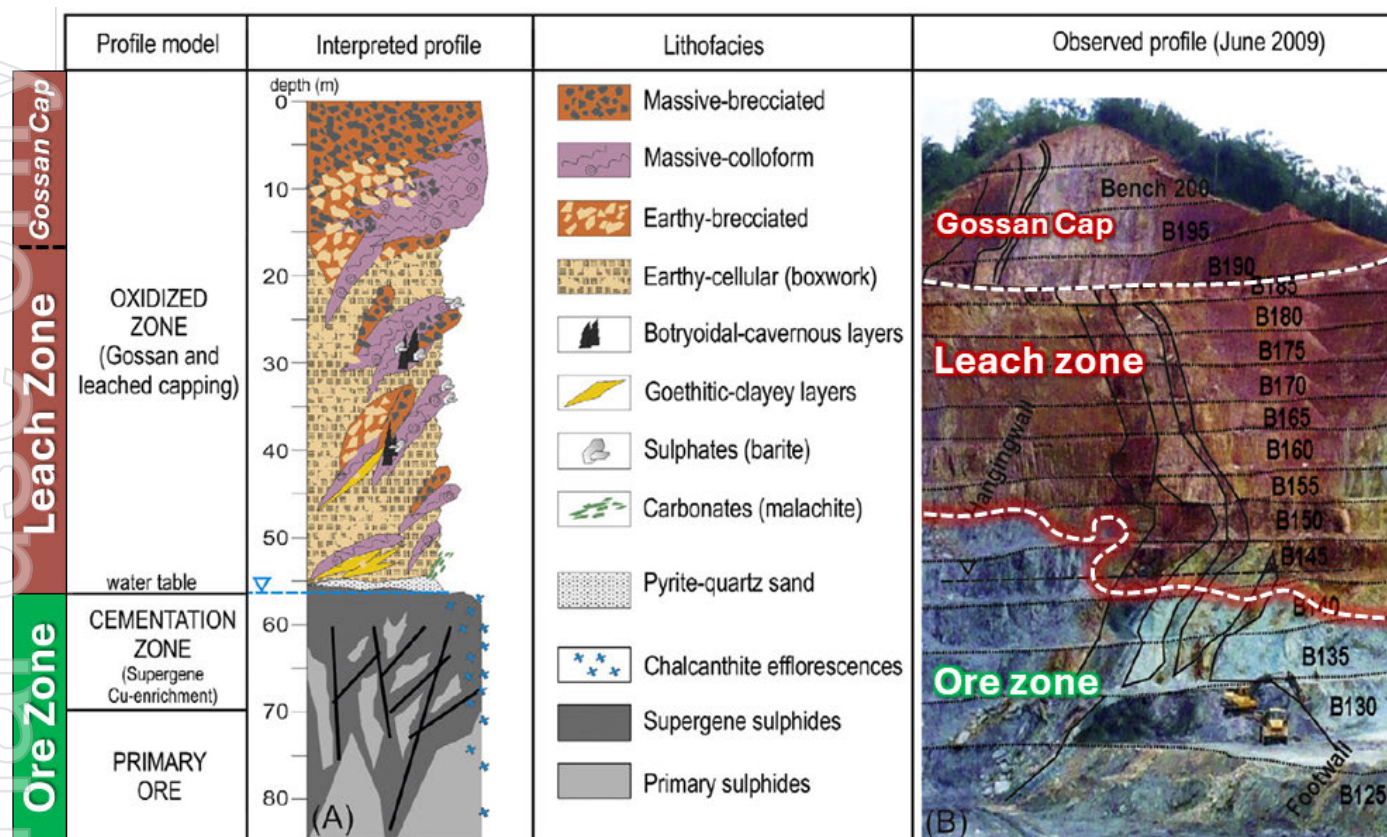 Profile model
Interpreted profile
Lithofacies
Observed profile (June 2009)
Gossan Cap
Leach Zone
Ore Zone
OXIDIZED
ZONE
(Gossan and
leached capping)
water table
CEMENTATION
ZONE
(Supergene
Cu-enrichment)
PRIMARY
ORE
depth (m)
0
10
20
30
40
50
60
70
80
(A)
Massive-brecciated
Massive-colloform
Earthy-brecciated
Earthy-cellular (boxwork)
Botryoidal-cavernous layers
Goethitic-clayey layers
Sulphates (barite)
Carbonates (malachite)
Pyrite-quartz sand
Chalcanthite efflorescences
Supergene sulphides
Primary sulphides
Bench 200
Gossan Cap
B195
B190
B185
B180
Leach zone
B175
B170
B165
Hangingwall
B160
B155
B150
B145
B140
B135
Ore zone
B130
Footwall
B125
(B)